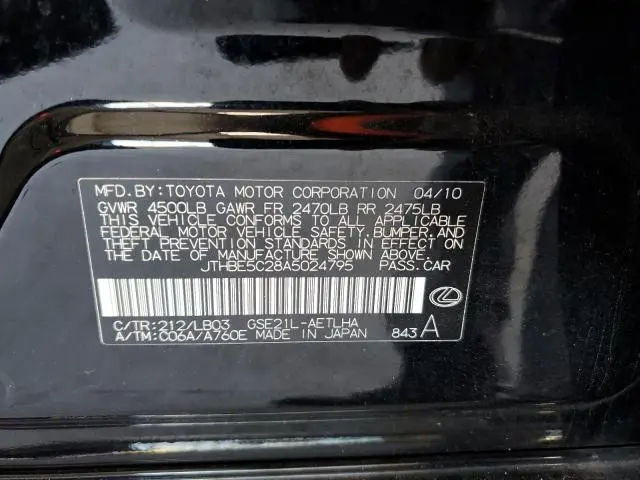 MFD.BY:TOYOTA MOTOR CORPORATION 04/10
GVWR 4500LB GAWR FR 2470LB RR 2475LB
THIS VEHICLE CONFORMS TO ALL APPLICABLE
FEDERAL MOTOR VEHICLE SAFETY,BUMPER,AND
THEFT PREVENTION STANDARDS IN EFFECT ON
THE DATE OF MANUFACTURE SHOWN ABOVE.
JTHBE5C28A5024795 PASS.CAR
C/TR:212/LB03 GSE21L-AETLHA
A/TM:C06A/A760E MADE IN JAPAN 843 A